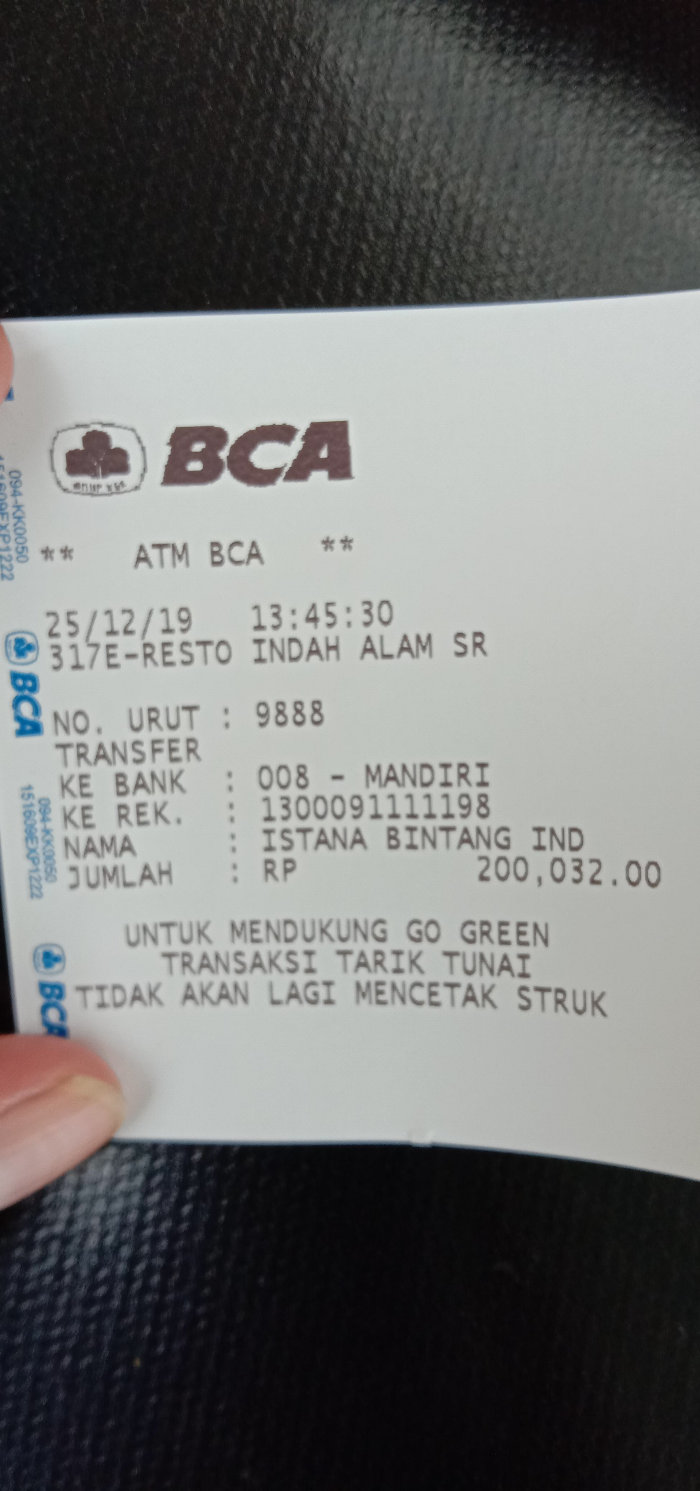 BCA
** ATM BCA **
25/12/19 13:45:30
317E-RESTO INDAH ALAM SR
NO. URUT : 9888
TRANSFER
KE BANK : 008 - MANDIRI
KE REK. : 1300091111198
NAMA : ISTANA BINTANG IND
JUMLAH : RP 200,032.00
UNTUK MENDUKUNG GO GREEN
TRANSAKSI TARIK TUNAI
TIDAK AKAN LAGI MENCETAK STRUK
094-KK0050
BCA
094-KK0050
151609EXP1222
BCA